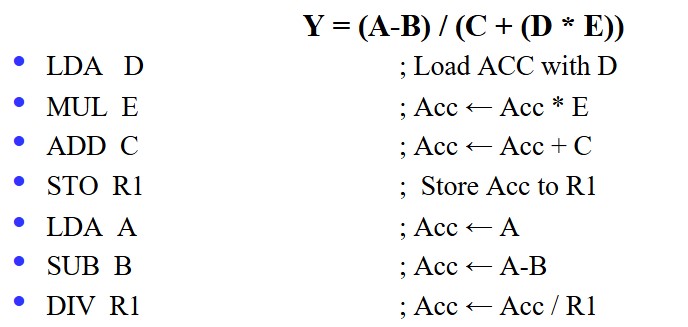 Y = (A-B) / (C + (D * E))
• LDA D ; Load ACC with D
• MUL E ; Acc ← Acc * E
• ADD C ; Acc ← Acc + C
• STO R1 ; Store Acc to R1
• LDA A ; Acc ← A
• SUB B ; Acc ← A-B
• DIV R1 ; Acc ← Acc / R1